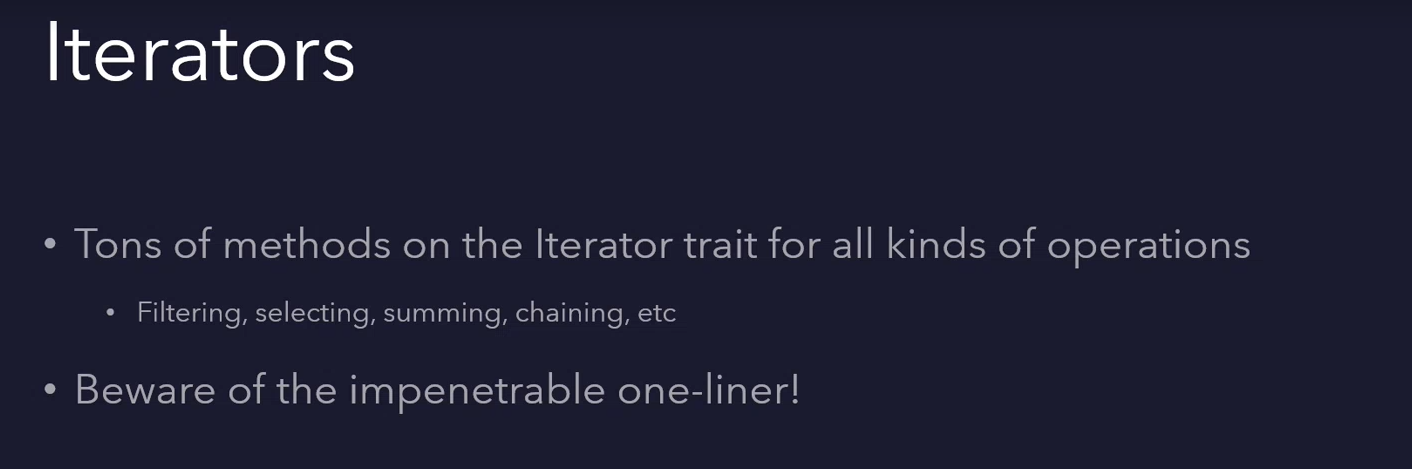 Iterators
• Tons of methods on the Iterator trait for all kinds of operations
• Filtering, selecting, summing, chaining, etc
• Beware of the impenetrable one-liner!